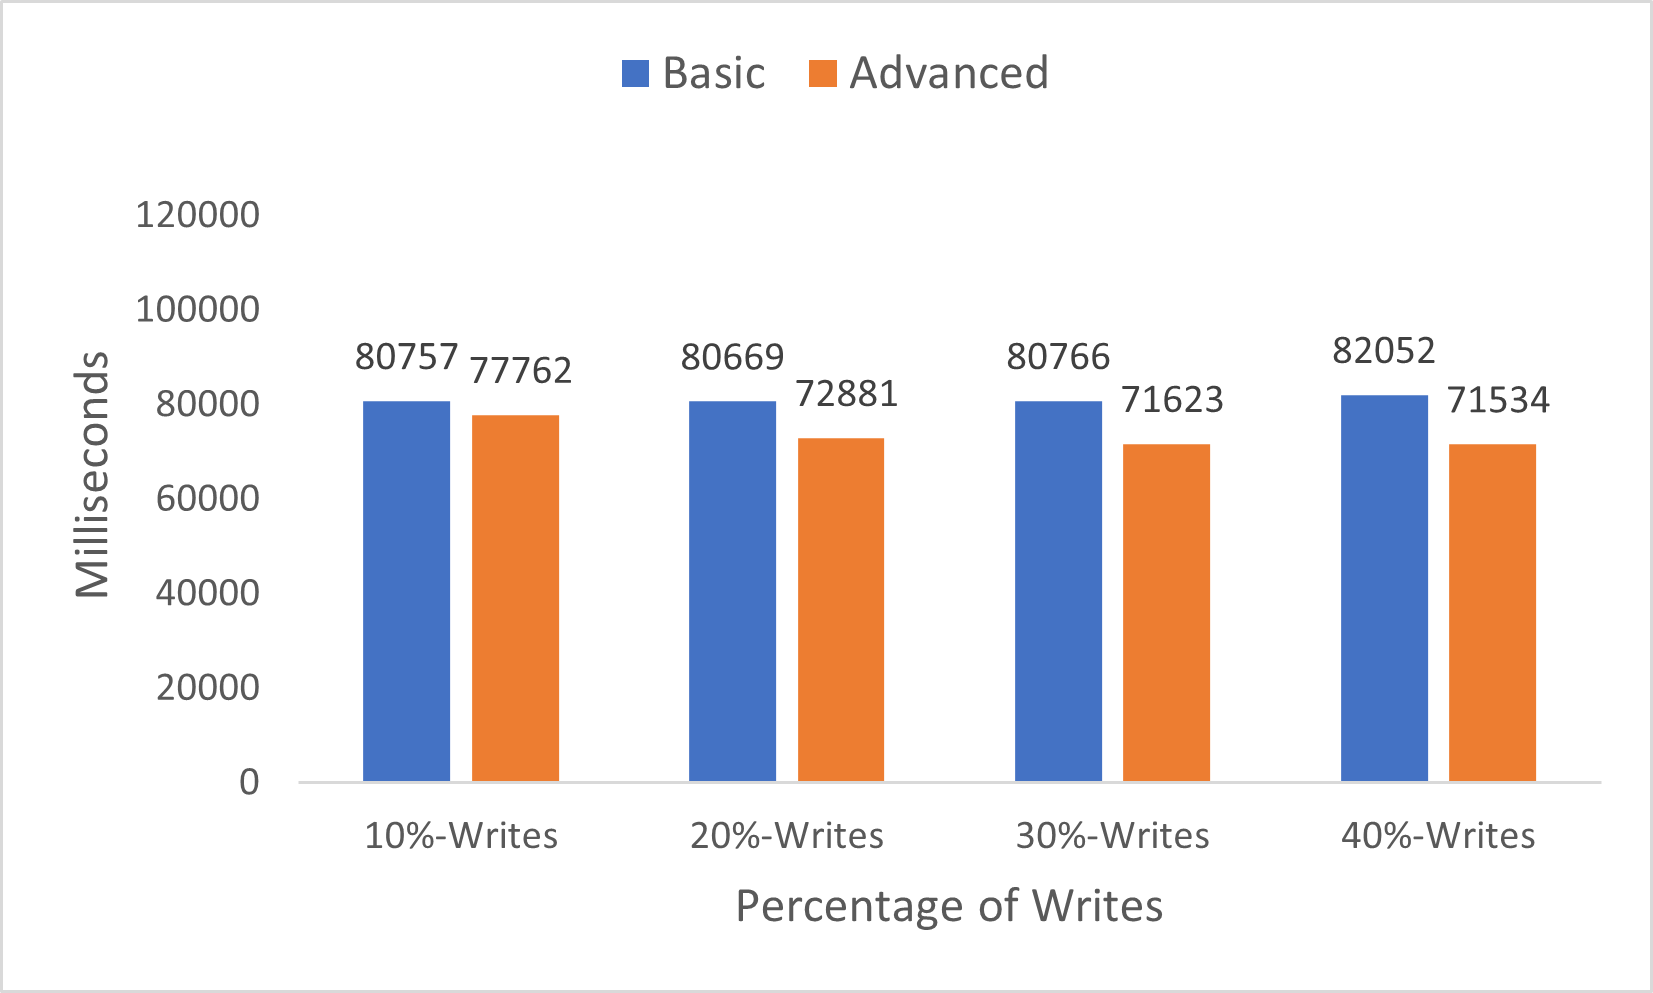 Basic Advanced
120000
100000
80000
60000
40000
20000
0
Milliseconds
80757 77762 80669 72881 80766 71623 82052 71534
10%-Writes 20%-Writes 30%-Writes 40%-Writes
Percentage of Writes